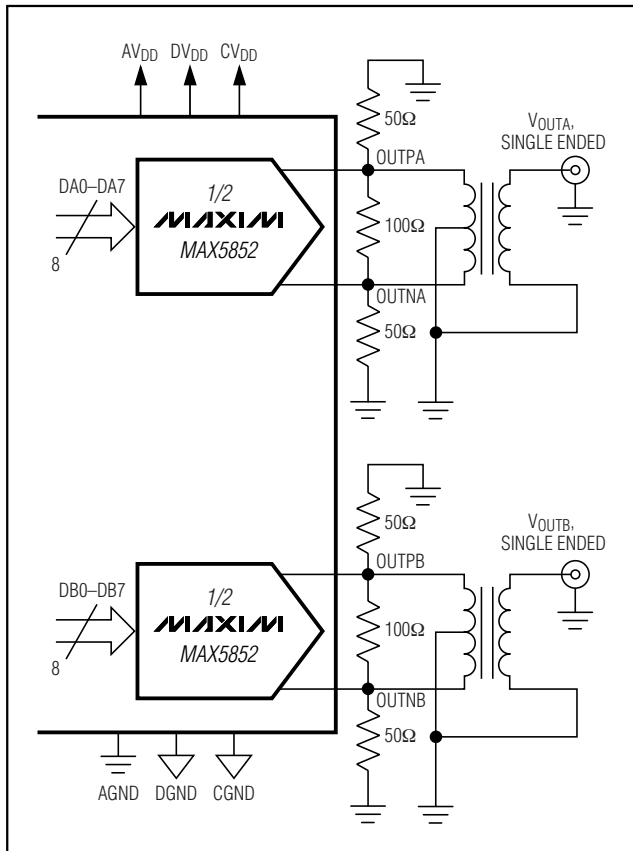 AVDD DVDD CVDD
50Ω
VOUTA,
SINGLE ENDED
OUTPA
DA0–DA7
1/2
MAXIM
MAX5852
8
100Ω
OUTNA
50Ω
50Ω
VOUTB,
SINGLE ENDED
OUTPB
DB0–DB7
1/2
MAXIM
MAX5852
8
100Ω
OUTNB
50Ω
AGND DGND CGND